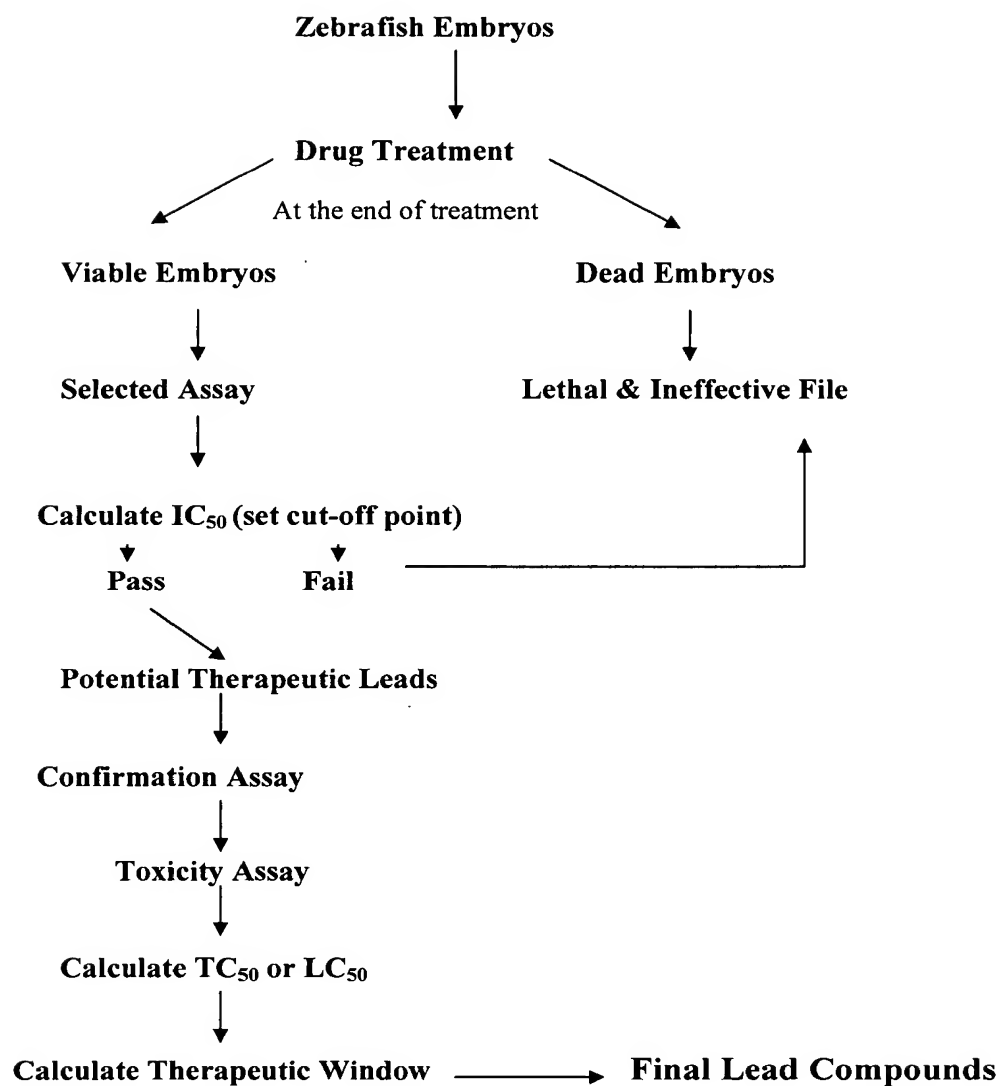 Zebrafish Embryos
Drug Treatment
At the end of treatment
Viable Embryos
Dead Embryos
Selected Assay
Lethal & Ineffective File
Calculate IC₅₀ (set cut-off point)
Pass
Fail
Potential Therapeutic Leads
Confirmation Assay
Toxicity Assay
Calculate TC₅₀ or LC₅₀
Calculate Therapeutic Window
Final Lead Compounds